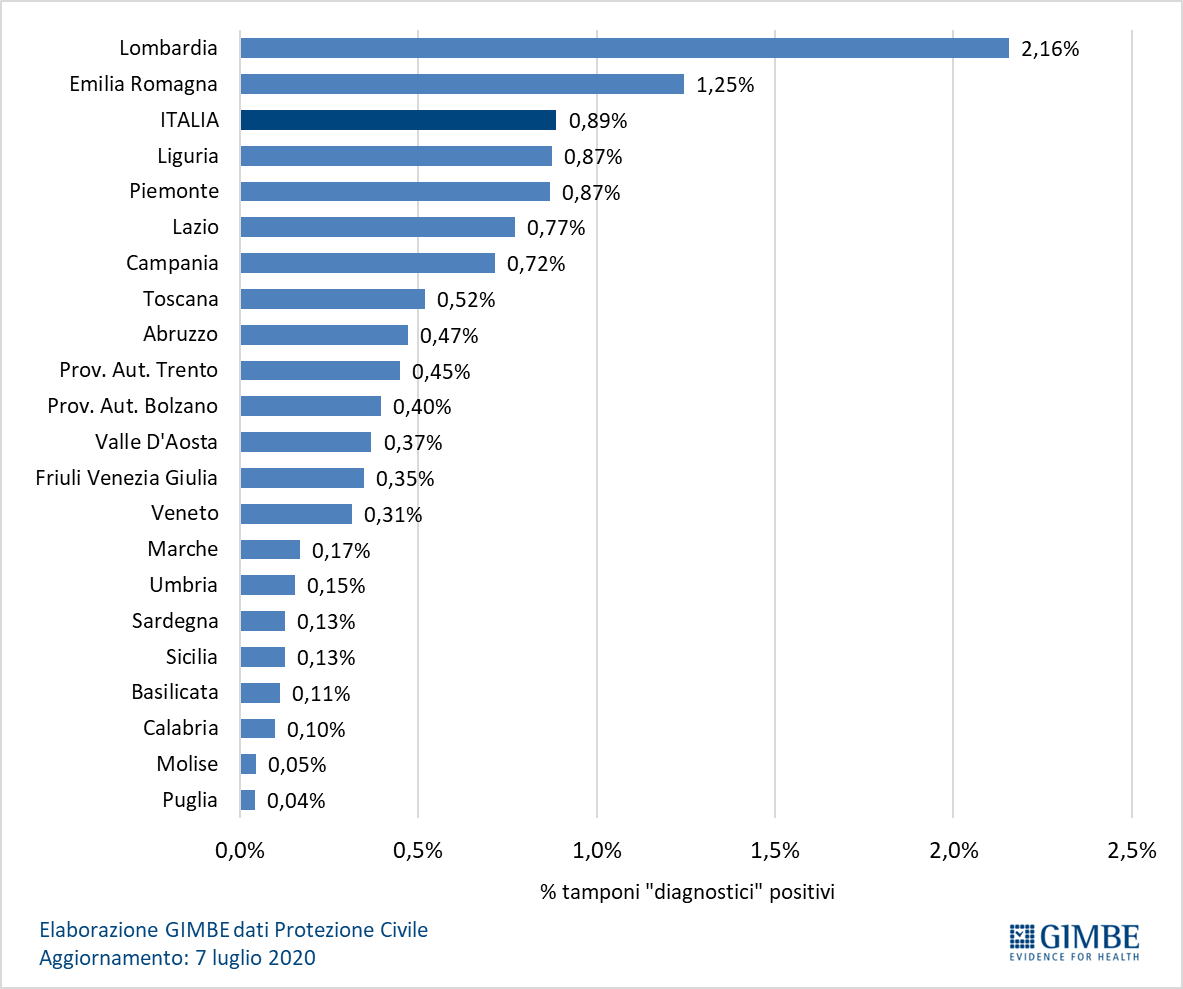 Lombardia 2,16%
Emilia Romagna 1,25%
ITALIA 0,89%
Liguria 0,87%
Piemonte 0,87%
Lazio 0,77%
Campania 0,72%
Toscana 0,52%
Abruzzo 0,47%
Prov. Aut. Trento 0,45%
Prov. Aut. Bolzano 0,40%
Valle D'Aosta 0,37%
Friuli Venezia Giulia 0,35%
Veneto 0,31%
Marche 0,17%
Umbria 0,15%
Sardegna 0,13%
Sicilia 0,13%
Basilicata 0,11%
Calabria 0,10%
Molise 0,05%
Puglia 0,04%
0,0% 0,5% 1,0% 1,5% 2,0% 2,5%
% tamponi "diagnostici" positivi
Elaborazione GIMBE dati Protezione Civile
Aggiornamento: 7 luglio 2020
GIMBE
EVIDENCE FOR HEALTH